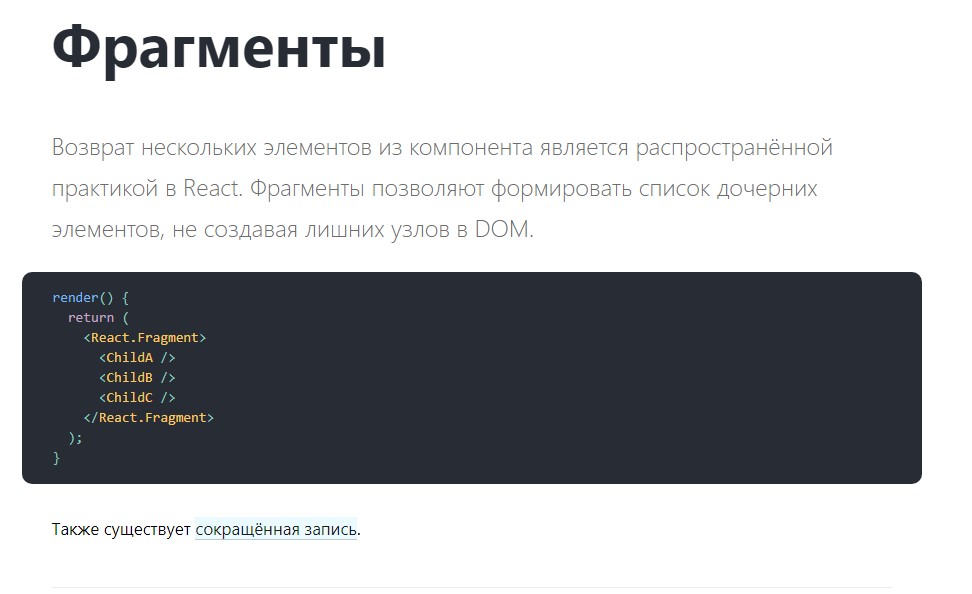 Фрагменты
Возврат нескольких элементов из компонента является распространённой
практикой в React. Фрагменты позволяют формировать список дочерних
элементов, не создавая лишних узлов в DOM.
render() {
  return (
    <React.Fragment>
      <ChildA />
      <ChildB />
      <ChildC />
    </React.Fragment>
  );
}
Также существует сокращённая запись.